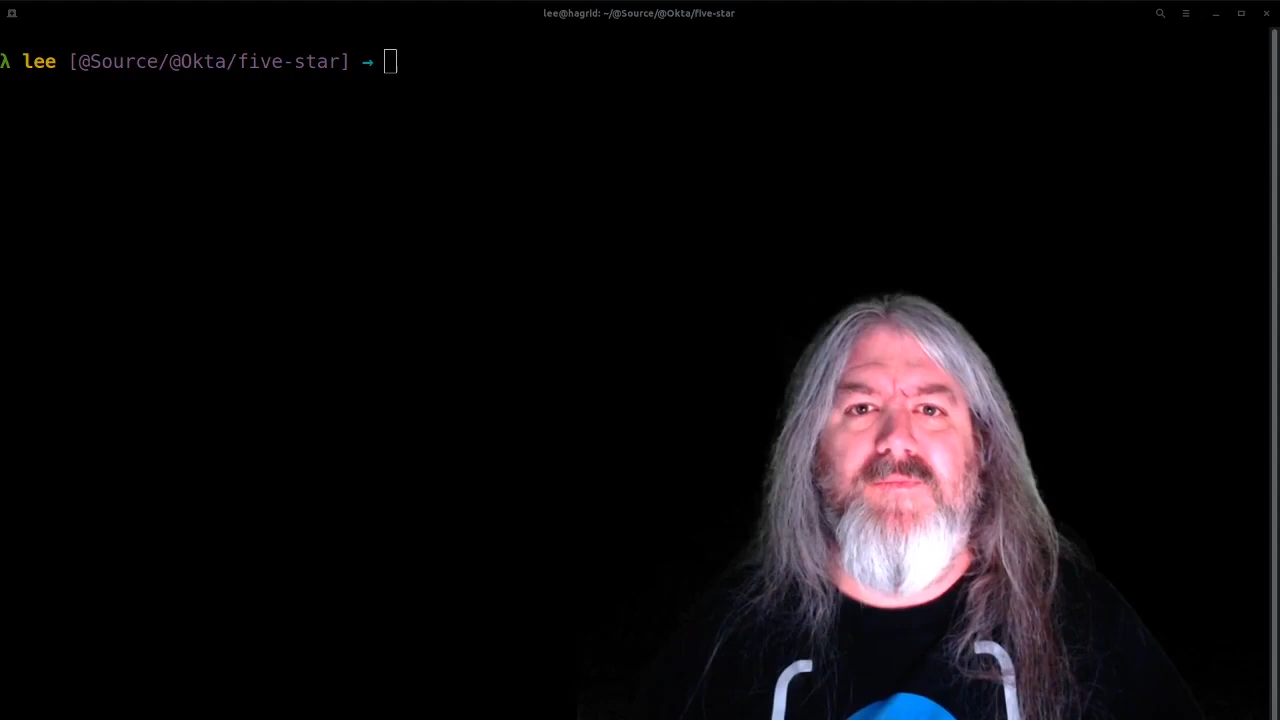 lee@hagrid: ~/@Source/@Okta/five-star
λ lee [@Source/@Okta/five-star] →